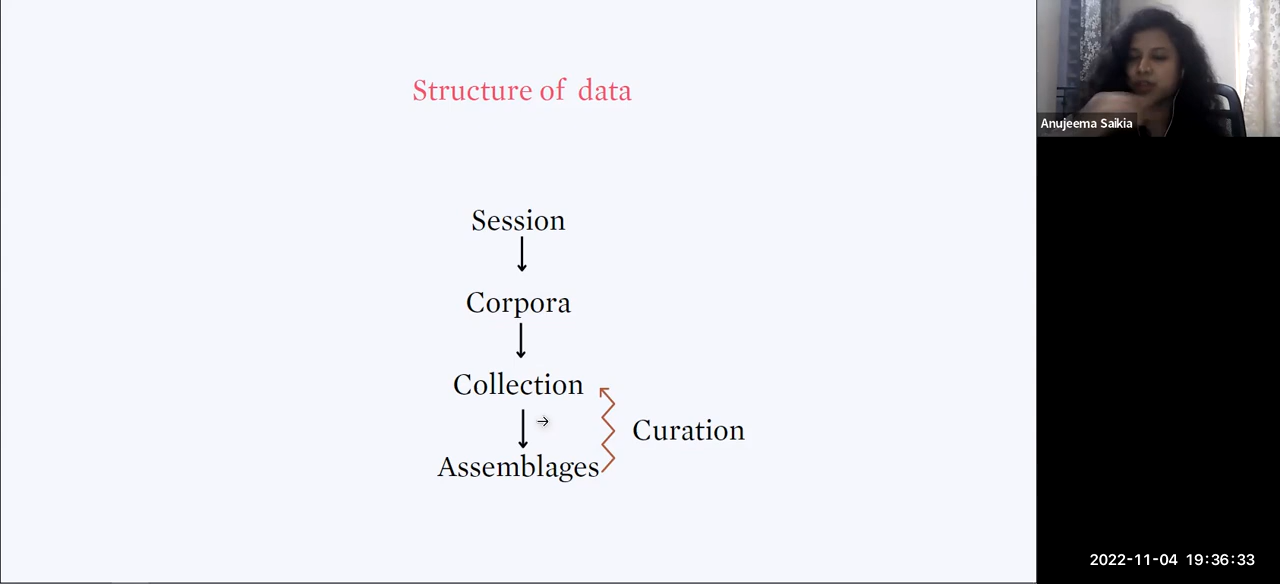 Structure of data
Session
Corpora
Collection
Curation
Assemblages
Anujeema Saikia
2022-11-04 19:36:33